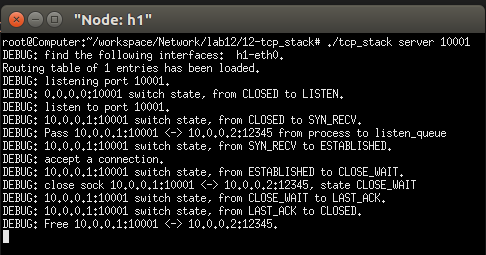 "Node: h1"
root@Computer:~/workspace/Network/lab12/12-tcp_stack# ./tcp_stack server 10001
DEBUG: find the following interfaces:  h1-eth0.
Routing table of 1 entries has been loaded.
DEBUG: listening port 10001.
DEBUG: 0.0.0.0:10001 switch state, from CLOSED to LISTEN.
DEBUG: listen to port 10001.
DEBUG: 10.0.0.1:10001 switch state, from CLOSED to SYN_RECV.
DEBUG: Pass 10.0.0.1:10001 <-> 10.0.0.2:12345 from process to listen_queue
DEBUG: 10.0.0.1:10001 switch state, from SYN_RECV to ESTABLISHED.
DEBUG: accept a connection.
DEBUG: 10.0.0.1:10001 switch state, from ESTABLISHED to CLOSE_WAIT.
DEBUG: close sock 10.0.0.1:10001 <-> 10.0.0.2:12345, state CLOSE_WAIT
DEBUG: 10.0.0.1:10001 switch state, from CLOSE_WAIT to LAST_ACK.
DEBUG: 10.0.0.1:10001 switch state, from LAST_ACK to CLOSED.
DEBUG: Free 10.0.0.1:10001 <-> 10.0.0.2:12345.